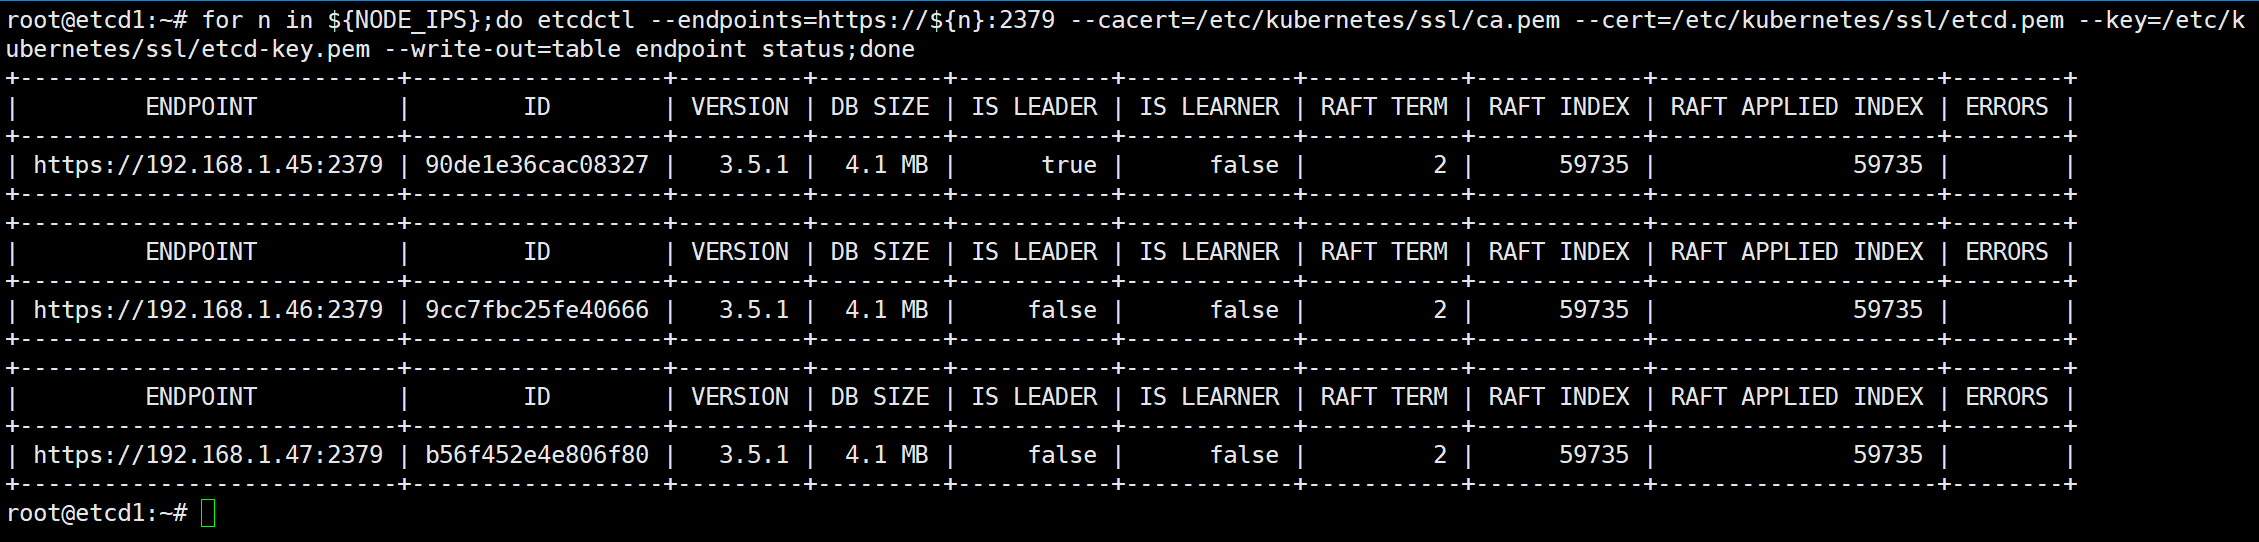 root@etcd1:~# for n in ${NODE_IPS};do etcdctl --endpoints=https://${n}:2379 --cacert=/etc/kubernetes/ssl/ca.pem --cert=/etc/kubernetes/ssl/etcd.pem --key=/etc/k
ubernetes/ssl/etcd-key.pem --write-out=table endpoint status;done
+---------------------------+------------------+---------+---------+-----------+------------+-----------+------------+--------------------+--------+
|         ENDPOINT          |        ID        | VERSION | DB SIZE | IS LEADER | IS LEARNER | RAFT TERM | RAFT INDEX | RAFT APPLIED INDEX | ERRORS |
+---------------------------+------------------+---------+---------+-----------+------------+-----------+------------+--------------------+--------+
| https://192.168.1.45:2379 | 90de1e36cac08327 |   3.5.1 |  4.1 MB |      true |      false |         2 |      59735 |              59735 |        |
+---------------------------+------------------+---------+---------+-----------+------------+-----------+------------+--------------------+--------+
+---------------------------+------------------+---------+---------+-----------+------------+-----------+------------+--------------------+--------+
|         ENDPOINT          |        ID        | VERSION | DB SIZE | IS LEADER | IS LEARNER | RAFT TERM | RAFT INDEX | RAFT APPLIED INDEX | ERRORS |
+---------------------------+------------------+---------+---------+-----------+------------+-----------+------------+--------------------+--------+
| https://192.168.1.46:2379 | 9cc7fbc25fe40666 |   3.5.1 |  4.1 MB |     false |      false |         2 |      59735 |              59735 |        |
+---------------------------+------------------+---------+---------+-----------+------------+-----------+------------+--------------------+--------+
+---------------------------+------------------+---------+---------+-----------+------------+-----------+------------+--------------------+--------+
|         ENDPOINT          |        ID        | VERSION | DB SIZE | IS LEADER | IS LEARNER | RAFT TERM | RAFT INDEX | RAFT APPLIED INDEX | ERRORS |
+---------------------------+------------------+---------+---------+-----------+------------+-----------+------------+--------------------+--------+
| https://192.168.1.47:2379 | b56f452e4e806f80 |   3.5.1 |  4.1 MB |     false |      false |         2 |      59735 |              59735 |        |
+---------------------------+------------------+---------+---------+-----------+------------+-----------+------------+--------------------+--------+
root@etcd1:~#